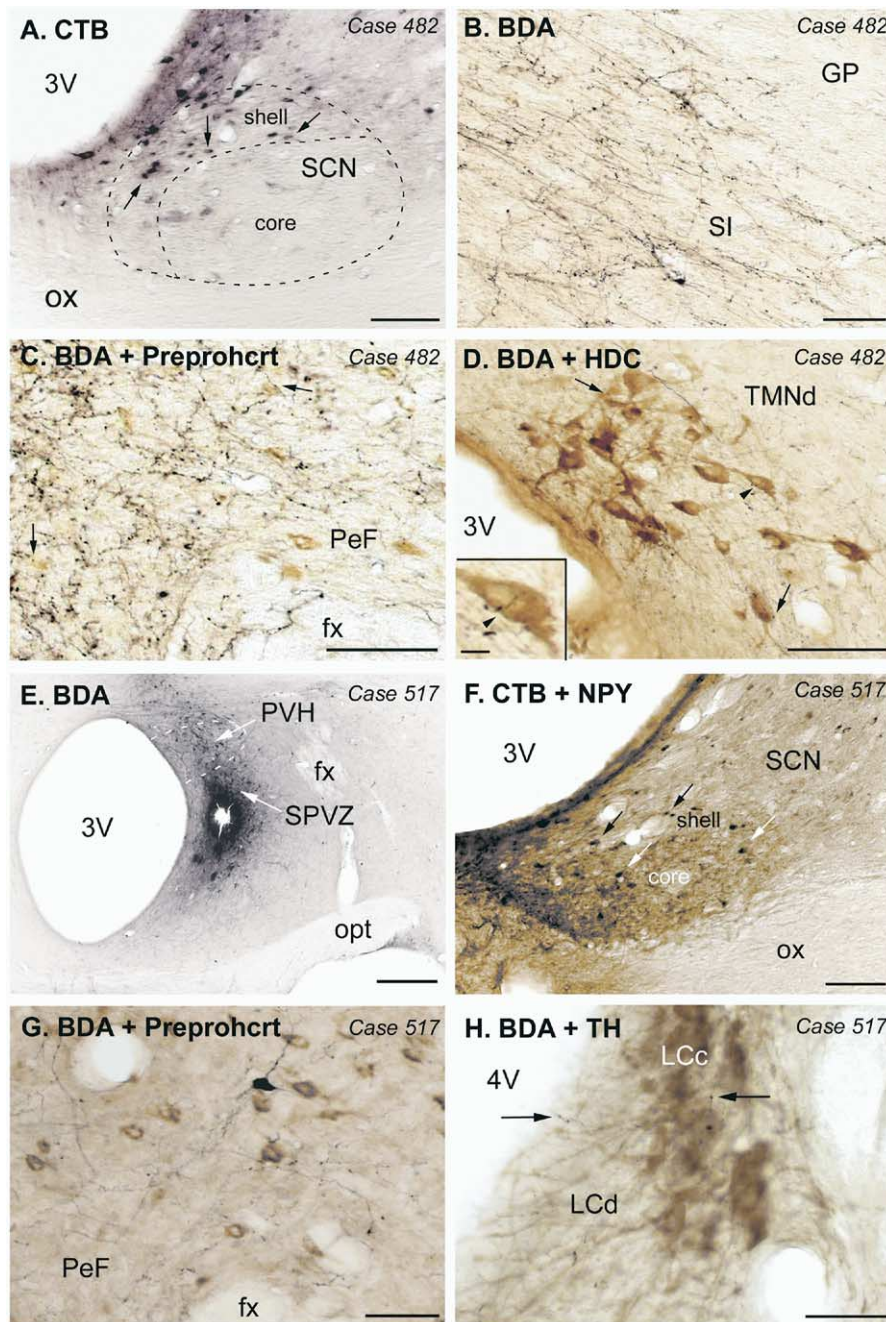 A. CTB
Case 482
3V
shell
SCN
core
ox
B. BDA
Case 482
GP
SI
C. BDA + Preprohcrt
Case 482
PeF
fx
D. BDA + HDC
Case 482
TMNd
3V
E. BDA
Case 517
PVH
fx
3V
SPVZ
opt
F. CTB + NPY
Case 517
3V
SCN
shell
core
ox
G. BDA + Preprohcrt
Case 517
PeF
fx
H. BDA + TH
Case 517
LCc
4V
LCd